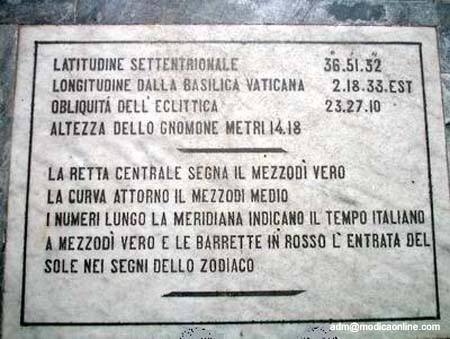 LATITUDINE SETTENTRIONALE 36.51.32
LONGITUDINE DALLA BASILICA VATICANA 2.18.33.EST
OBLIQUITÁ DELL'ECLITTICA 23.27.10
ALTEZZA DELLO GNOMONE METRI 14.18
LA RETTA CENTRALE SEGNA IL MEZZODÌ VERO
LA CURVA ATTORNO IL MEZZODI MEDIO
I NUMERI LUNGO LA MERIDIANA INDICANO IL TEMPO ITALIANO
A MEZZODÌ VERO E LE BARRETTE IN ROSSO L'ENTRATA DEL
SOLE NEI SEGNI DELLO ZODIACO
adm@modicaonline.com